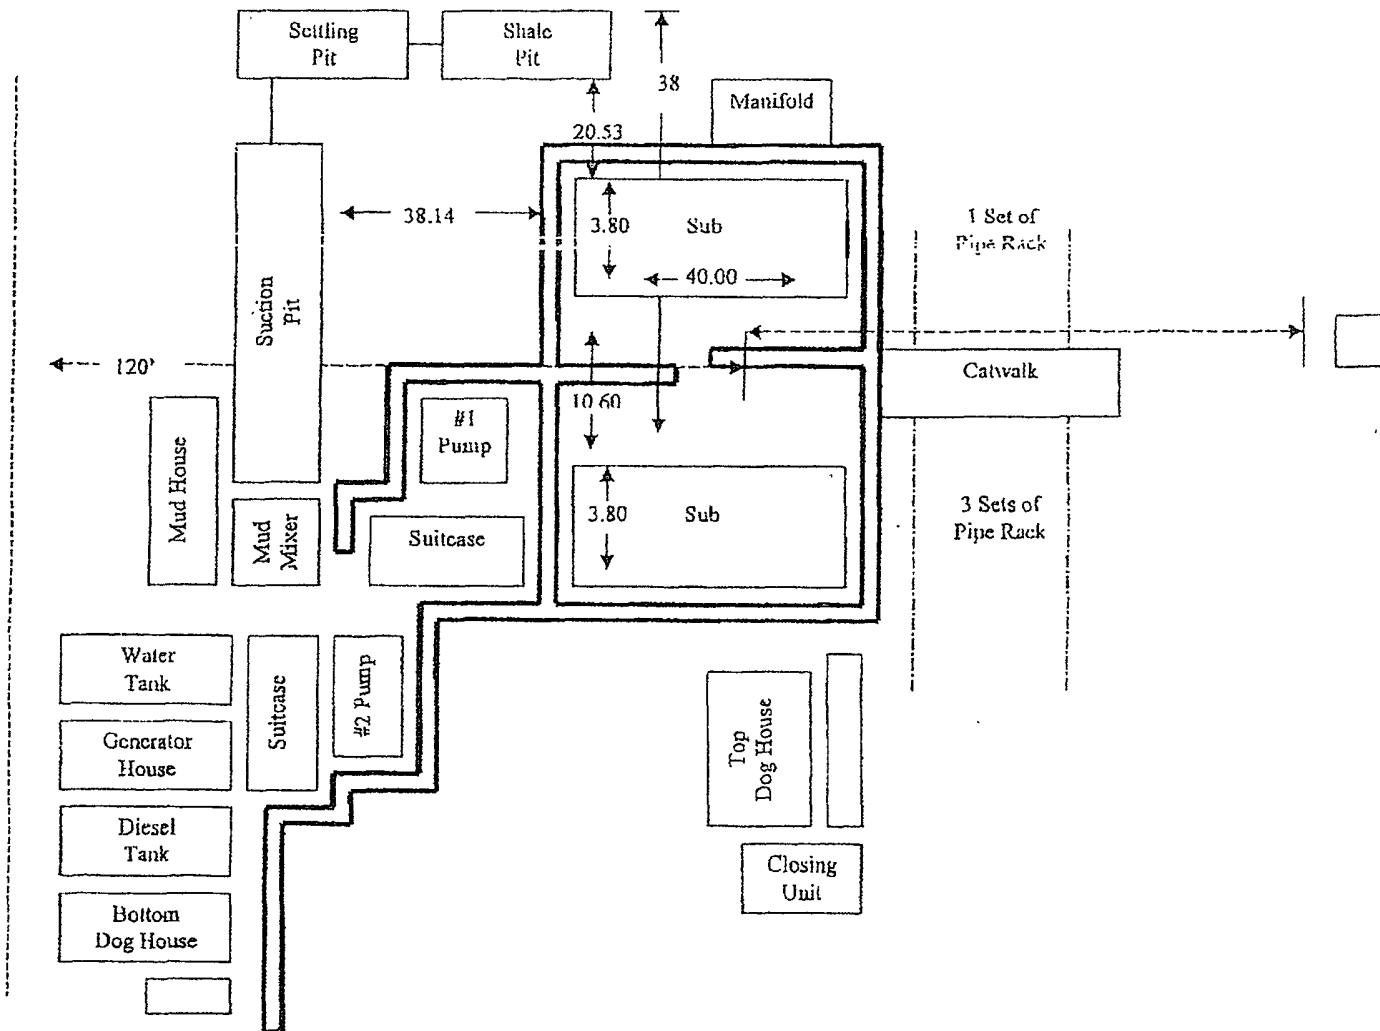 Settling
Pit
Shale
Pit
38
Manifold
20.53
38.14
3.80
Sub
1 Set of
Pipe Rack
40.00
Suction
Pit
120'
Catwalk
10.60
#1
Pump
Mud House
3.80
Sub
3 Sets of
Pipe Rack
Mud
Mixer
Suitcase
Water
Tank
Suitcase
#2 Pump
Generator
House
Top
Dog House
Diesel
Tank
Closing
Unit
Bottom
Dog House